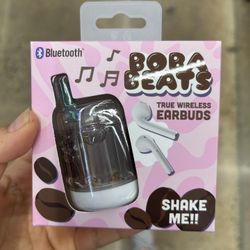 Bluetooth®
BOBA
BEATS
TRUE WIRELESS
EARBUDS
SHAKE
ME!!